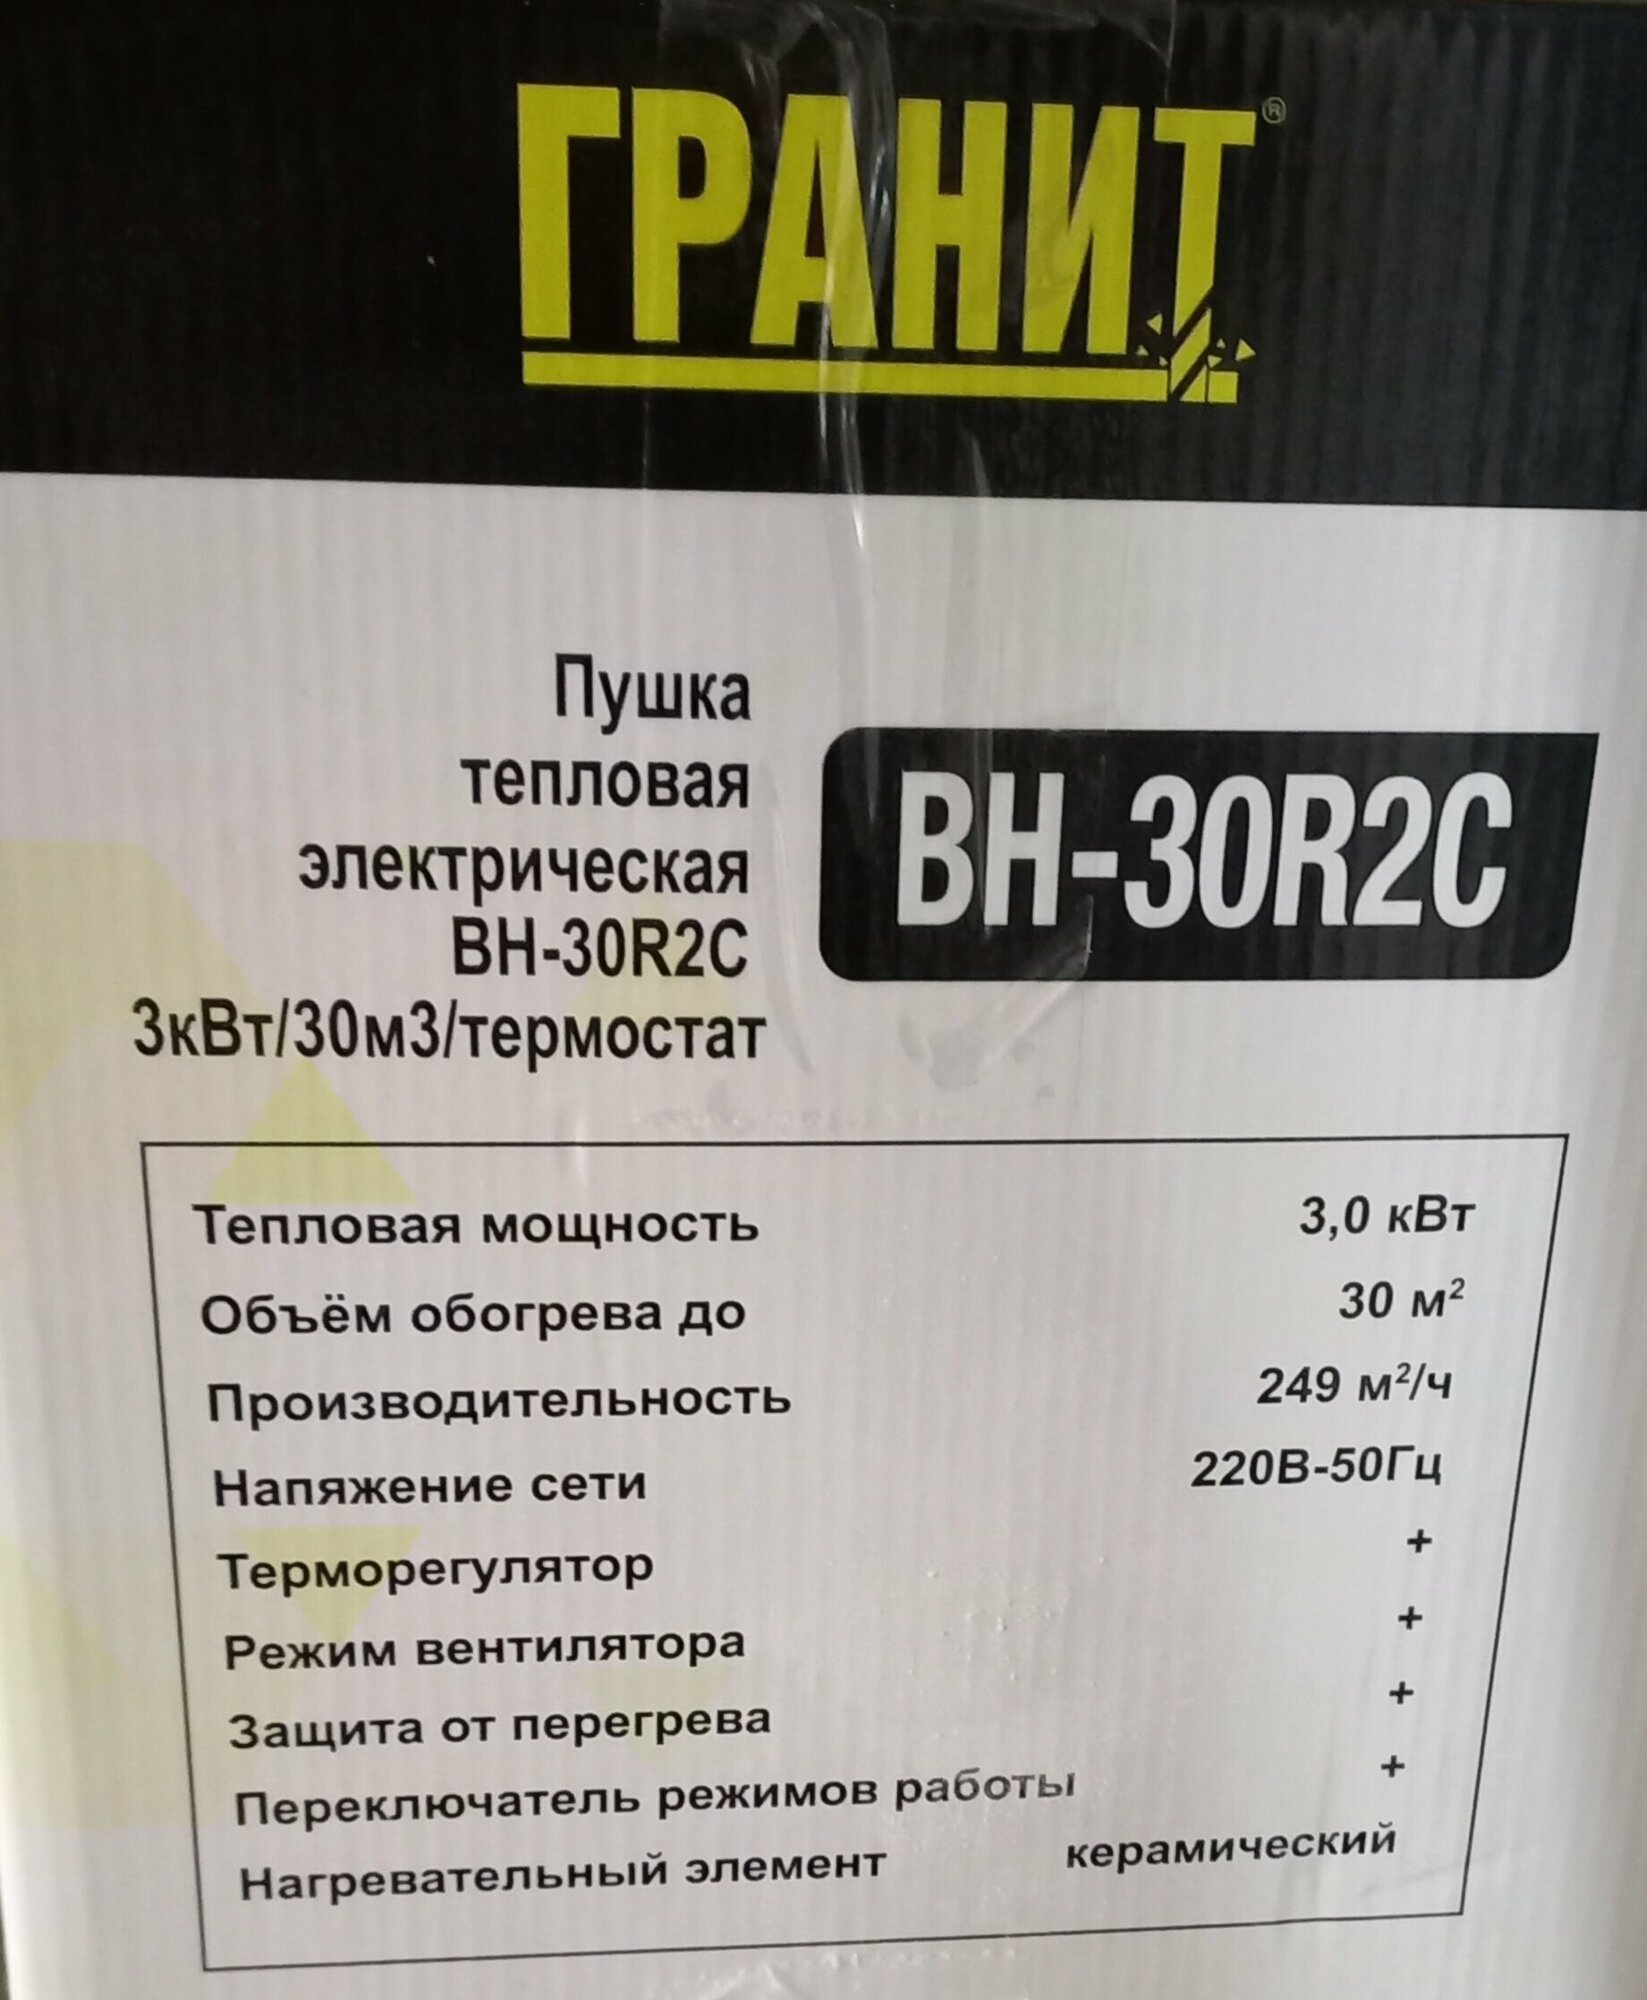 ГРАНИТ®
Пушка
тепловая
электрическая
BH-30R2C
3кВт/30м3/термостат
BH-30R2C
Тепловая мощность 3,0 кВт
Объём обогрева до 30 м²
Производительность 249 м²/ч
Напяжение сети 220В-50Гц
Терморегулятор +
Режим вентилятора +
Защита от перегрева +
Переключатель режимов работы +
Нагревательный элемент керамический